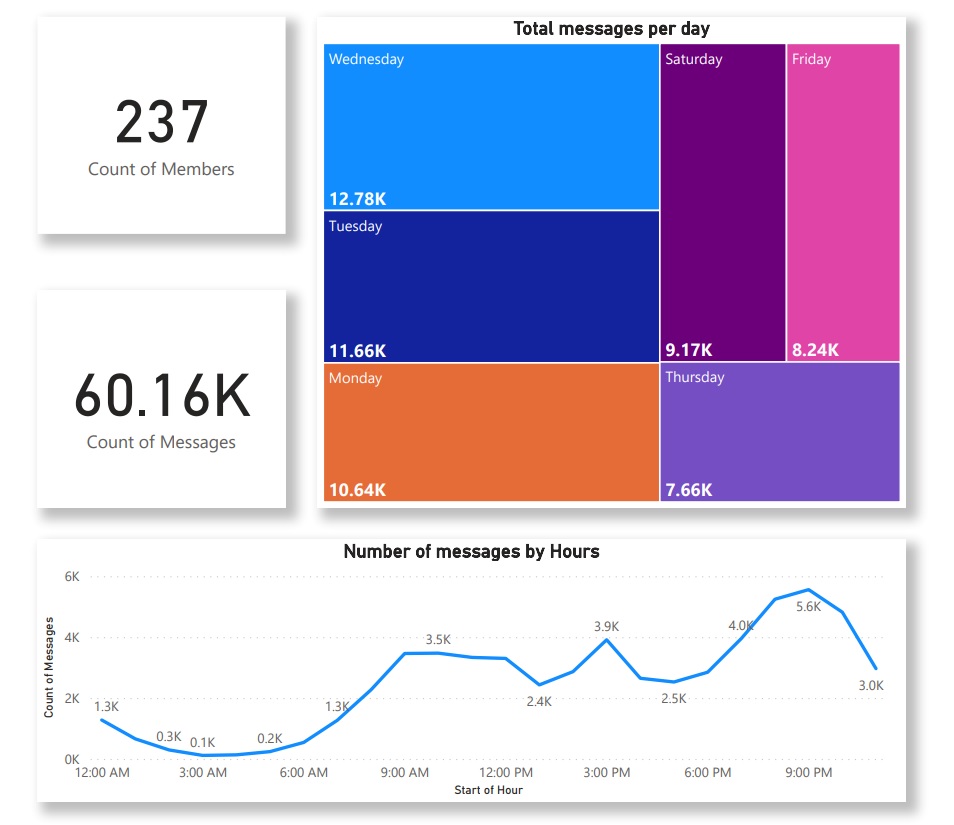 237
Count of Members
60.16K
Count of Messages
Total messages per day
Wednesday
12.78K
Tuesday
11.66K
Monday
10.64K
Saturday
9.17K
Friday
8.24K
Thursday
7.66K
Number of messages by Hours
Count of Messages
6K
4K
2K
0K
1.3K
0.3K
0.1K
0.2K
1.3K
3.5K
2.4K
3.9K
2.5K
4.0K
5.6K
3.0K
12:00 AM 3:00 AM 6:00 AM 9:00 AM 12:00 PM 3:00 PM 6:00 PM 9:00 PM
Start of Hour